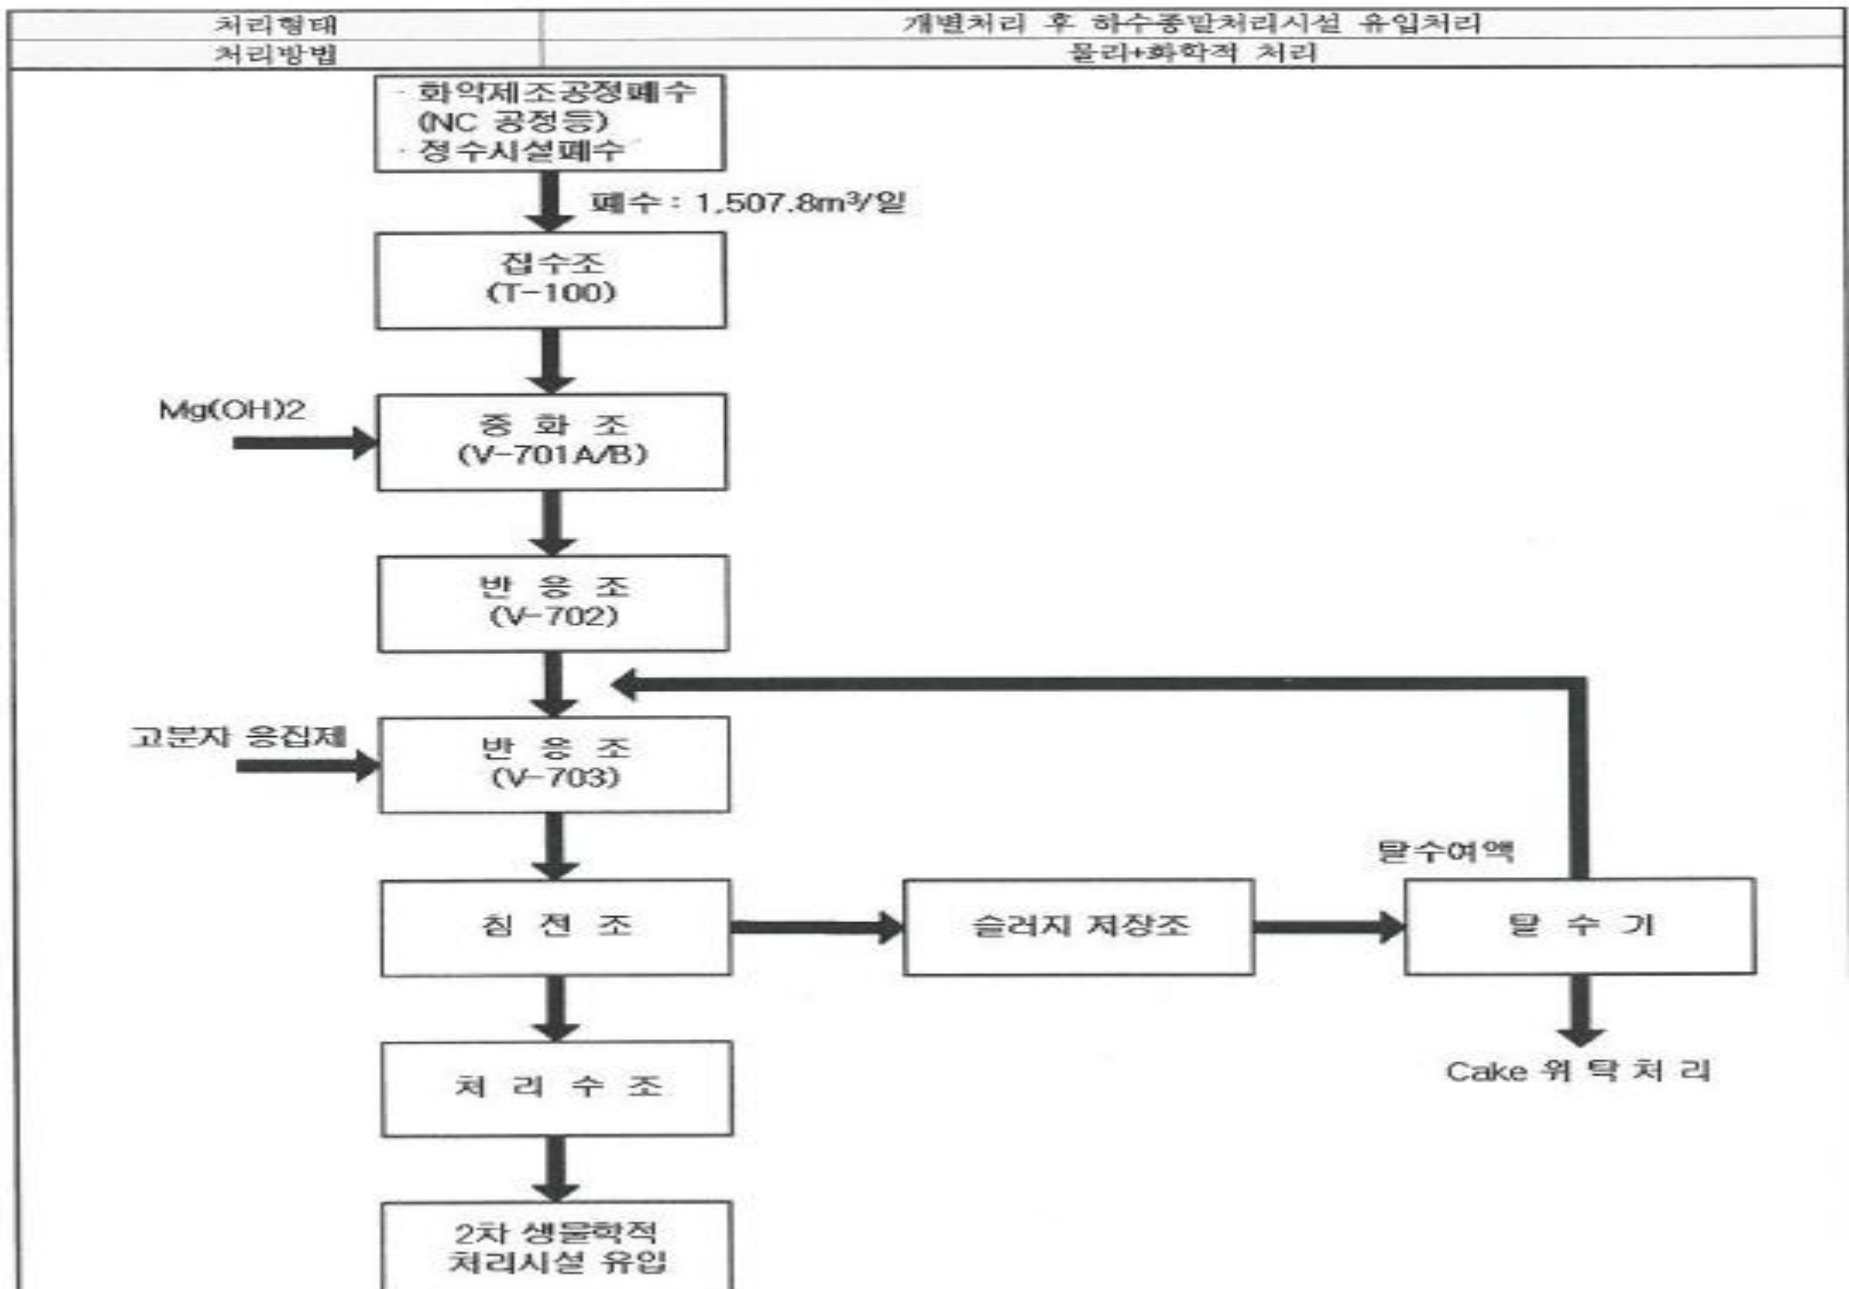 처리형태
개별처리 후 하수종말처리시설 유입처리
처리방법
물리+화학적 처리
· 화약제조공정폐수
(NC 공정등)
· 정수시설폐수
폐수 : 1,507.8m³/일
집수조
(T-100)
Mg(OH)2
중 화 조
(V-701A/B)
반 응 조
(V-702)
고분자 응집제
반 응 조
(V-703)
탈수여액
침 전 조
슬러지 저장조
탈 수 기
Cake 위 탁 처 리
처 리 수 조
2차 생물학적
처리시설 유입